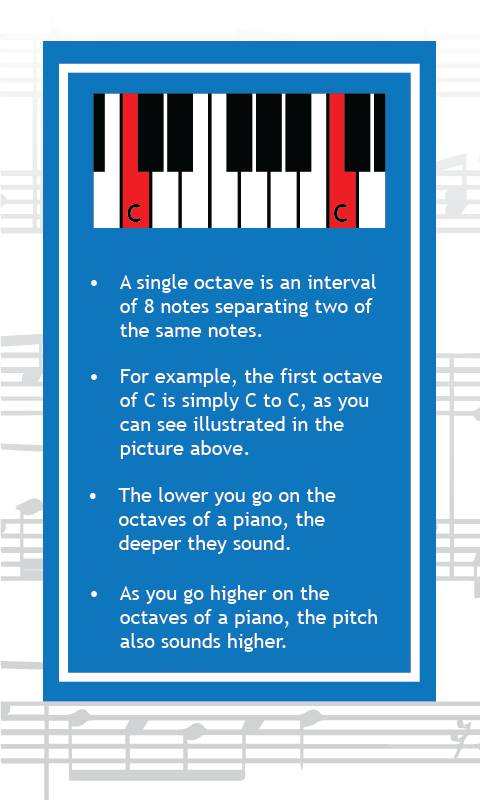 C C
• A single octave is an interval
of 8 notes separating two of
the same notes.
• For example, the first octave
of C is simply C to C, as you
can see illustrated in the
picture above.
• The lower you go on the
octaves of a piano, the
deeper they sound.
• As you go higher on the
octaves of a piano, the pitch
also sounds higher.